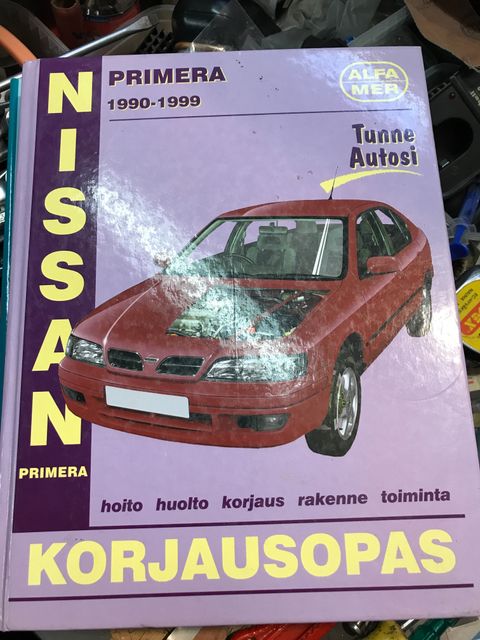 NISSAN
PRIMERA
PRIMERA
1990-1999
ALFA
MER
Tunne
Autosi
hoito huolto korjaus rakenne toiminta
KORJAUSOPAS